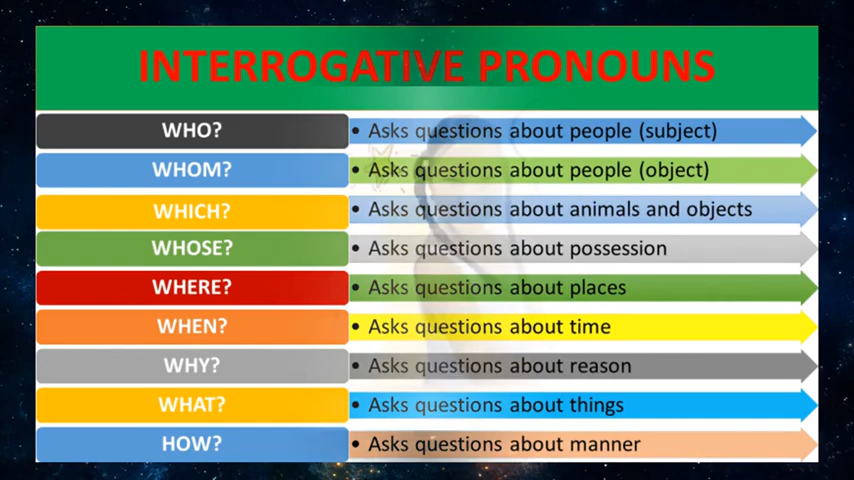 INTERROGATIVE PRONOUNS
WHO? • Asks questions about people (subject)
WHOM? • Asks questions about people (object)
WHICH? • Asks questions about animals and objects
WHOSE? • Asks questions about possession
WHERE? • Asks questions about places
WHEN? • Asks questions about time
WHY? • Asks questions about reason
WHAT? • Asks questions about things
HOW? • Asks questions about manner